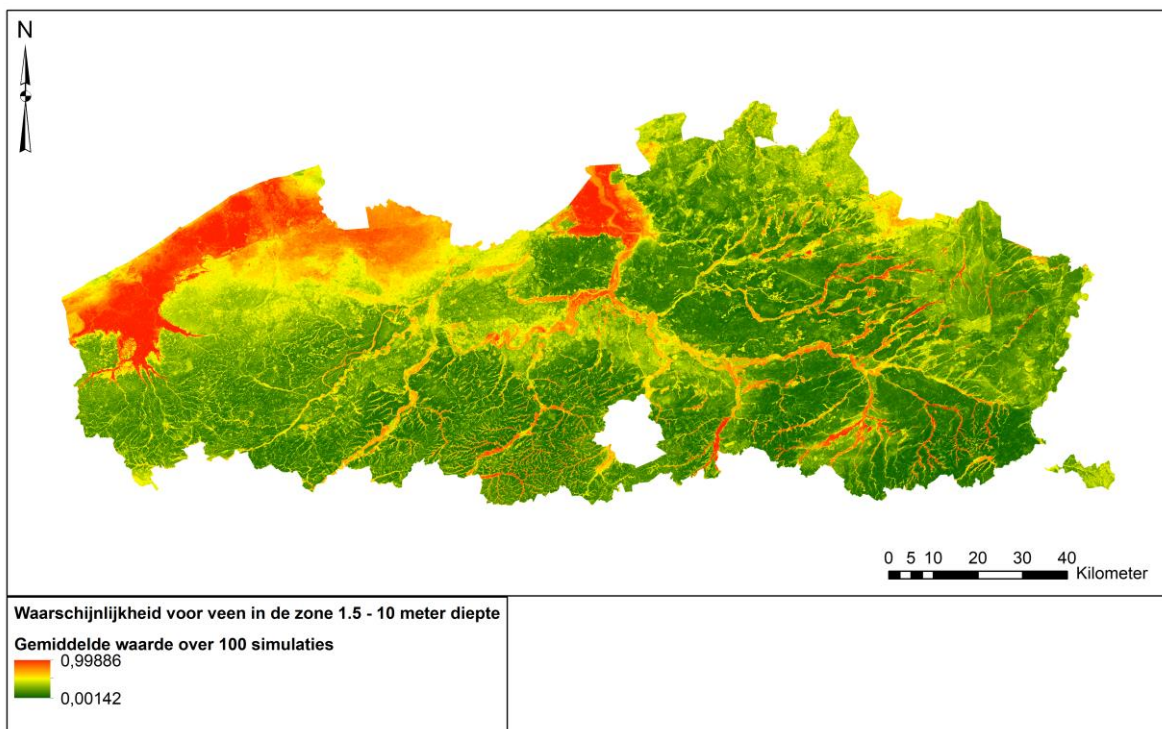 N
0 5 10 20 30 40
Kilometer
Waarschijnlijkheid voor veen in de zone 1.5 - 10 meter diepte
Gemiddelde waarde over 100 simulaties
0,99886
0,00142